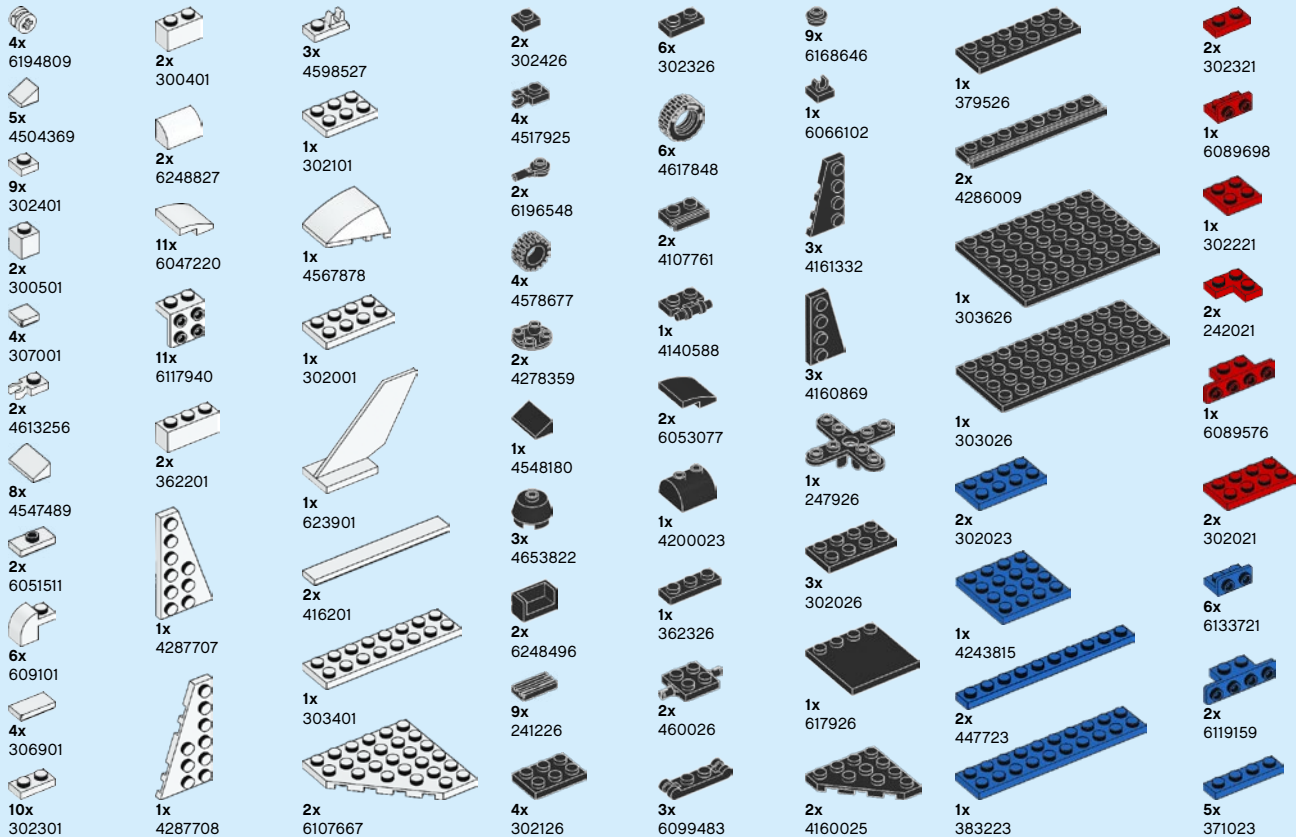 4x
6194809
5x
4504369
9x
302401
2x
300501
4x
307001
2x
4613256
8x
4547489
2x
6051511
6x
609101
4x
306901
10x
302301
2x
300401
2x
6248827
11x
6047220
11x
6117940
2x
362201
1x
4287707
1x
4287708
3x
4598527
1x
302101
1x
4567878
1x
302001
1x
623901
2x
416201
1x
303401
2x
6107667
2x
302426
4x
4517925
2x
6196548
4x
4578677
2x
4278359
1x
4548180
3x
4653822
2x
6248496
9x
241226
4x
302126
6x
302326
6x
4617848
2x
4107761
1x
4140588
2x
6053077
1x
4200023
1x
362326
2x
460026
3x
6099483
9x
6168646
1x
6066102
3x
4161332
3x
4160869
1x
247926
3x
302026
1x
617926
2x
4160025
1x
379526
2x
4286009
1x
303626
1x
303026
2x
302023
1x
4243815
2x
447723
1x
383223
2x
302321
1x
6089698
1x
302221
2x
242021
1x
6089576
2x
302021
6x
6133721
2x
6119159
5x
371023